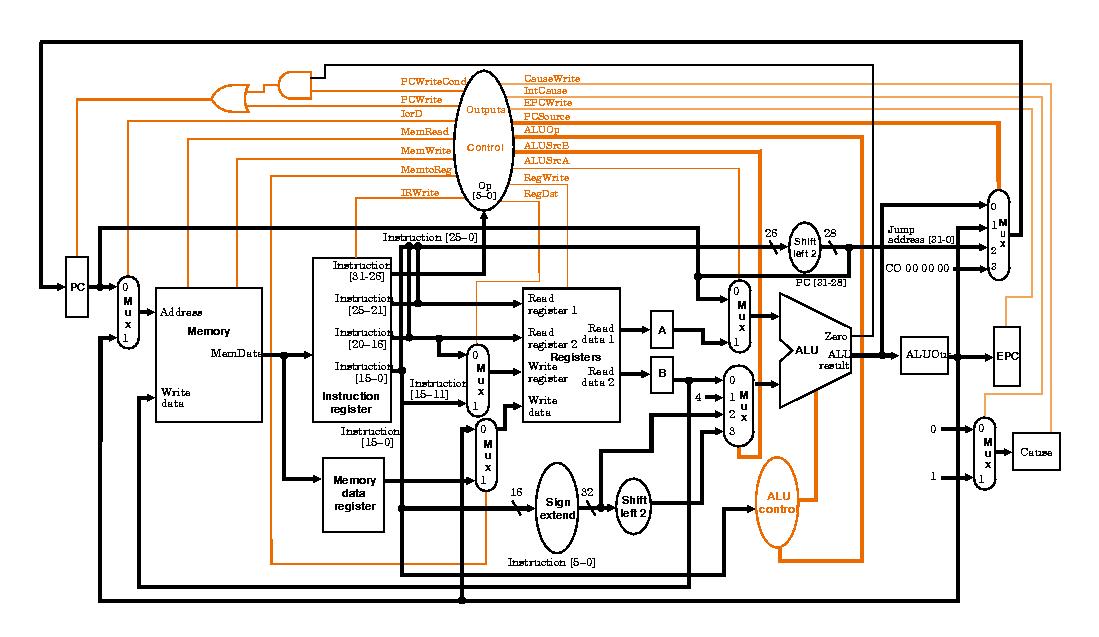 PCWriteCond
PCWrite
IorD
MemRead
MemWrite
MemtoReg
IRWrite
Outputs
Control
Op
[5–0]
CauseWrite
IntCause
EPCWrite
PCSource
ALUOp
ALUSrcB
ALUSrcA
RegWrite
RegDst
Instruction [25–0]
26
Shift
left 2
28
Jump
address [31-0]
PC [31-28]
CO 00 00 00
0
1
2
3
M
u
x
PC
0
M
u
x
1
Address
Memory
MemData
Write
data
Instruction
[31-26]
Instruction
[25–21]
Instruction
[20–16]
Instruction
[15–0]
Instruction
register
Instruction
[15–11]
Instruction
[15–0]
Memory
data
register
0
M
u
x
1
0
M
u
x
1
Read
register 1
Read
register 2
Registers
Write
register
Write
data
Read
data 1
Read
data 2
A
B
4
0
M
u
x
1
0
1
2
3
M
u
x
Zero
ALU
ALU
result
ALUOut
EPC
0
1
0
M
u
x
1
Cause
16
Sign
extend
32
Shift
left 2
ALU
control
Instruction [5–0]